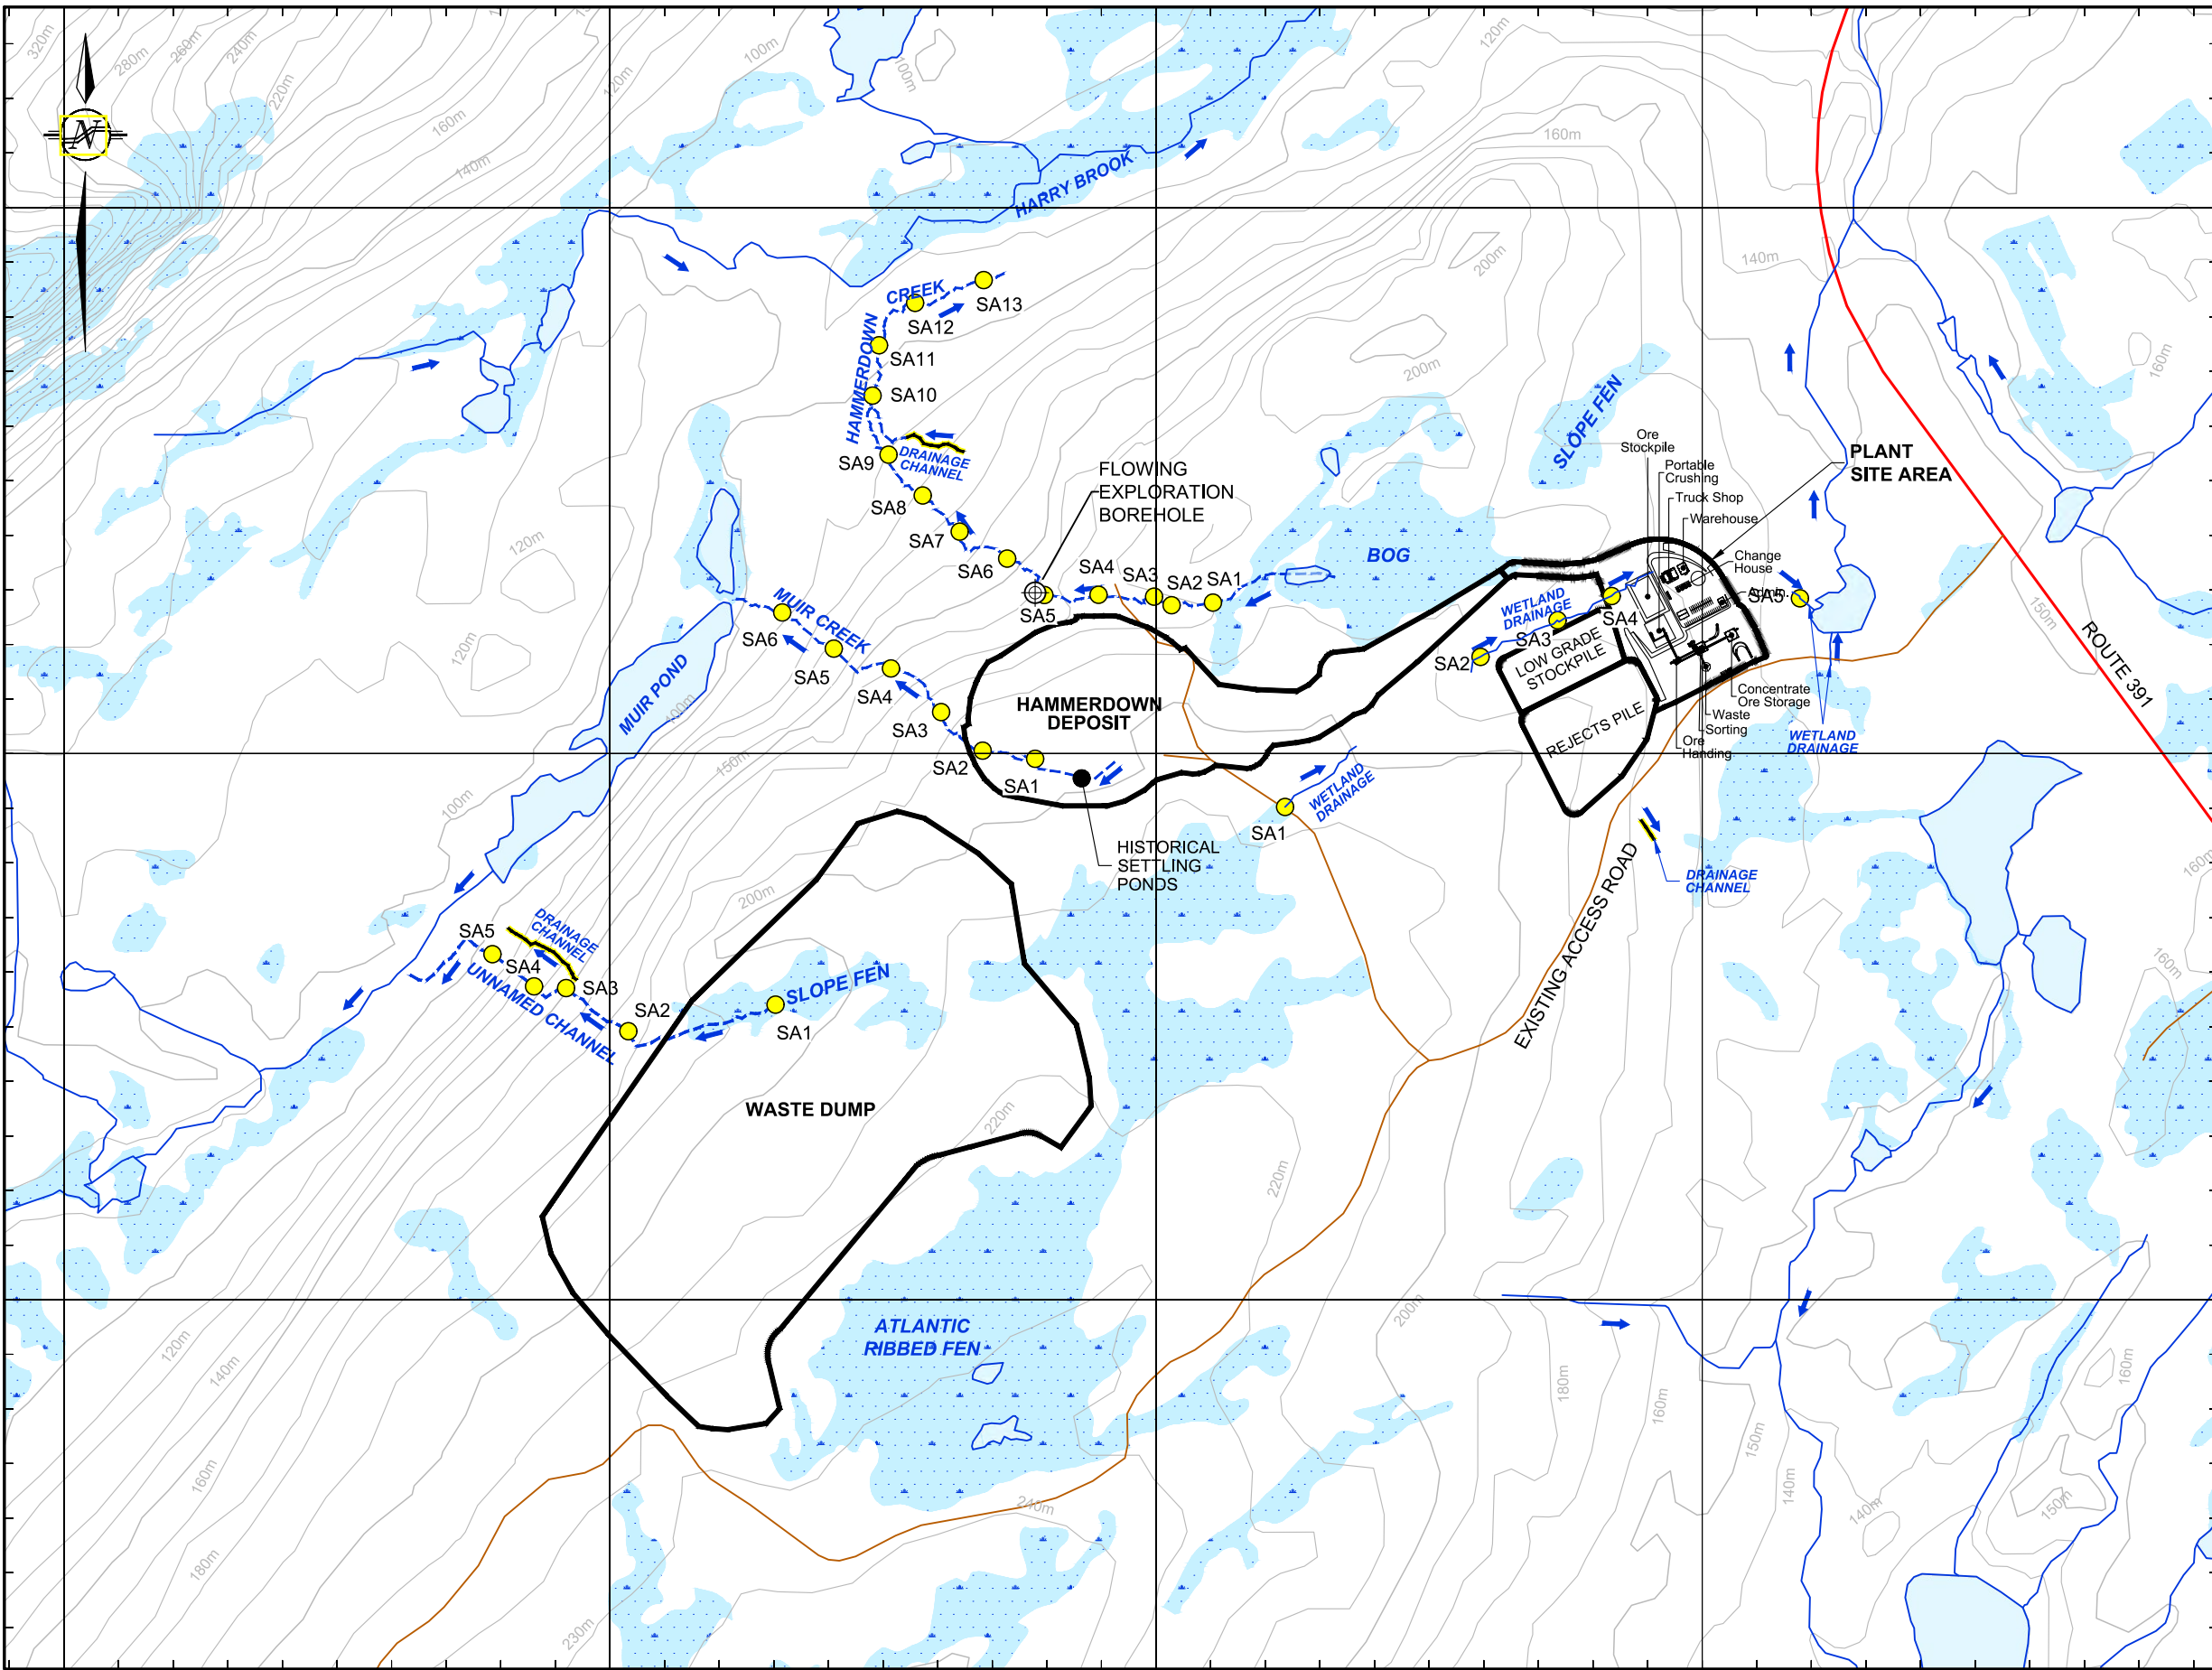 320m
280m
260m
240m
220m
160m
140m
120m
100m
100m
120m
160m
N
HARRY BROOK
200m
140m
160m
CREEK
SA13
SA12
HAMMERDOWN
SA11
SA10
200m
SLOPE FEN
SA9
DRAINAGE
CHANNEL
SA8
SA7
SA6
FLOWING
EXPLORATION
BOREHOLE
SA5
SA4
SA3
SA2
SA1
BOG
Ore
Stockpile
Portable
Crushing
Truck Shop
Warehouse
PLANT
SITE AREA
Change
House
Admin.
SA5
120m
120m
MUIR CREEK
SA6
SA5
SA4
SA3
SA2
SA1
MUIR POND
100m
150m
100m
HAMMERDOWN
DEPOSIT
WETLAND
DRAINAGE
SA2
SA3
SA4
LOW GRADE
STOCKPILE
REJECTS PILE
Concentrate
Ore Storage
Waste
Sorting
Ore
Handing
WETLAND
DRAINAGE
150m
ROUTE 391
WETLAND
DRAINAGE
SA1
HISTORICAL
SETTLING
PONDS
DRAINAGE
CHANNEL
EXISTING ACCESS ROAD
160m
160m
200m
DRAINAGE
CHANNEL
SA5
SA4
SA3
SA2
SA1
UNNAMED CHANNEL
SLOPE FEN
WASTE DUMP
220m
220m
200m
ATLANTIC
RIBBED FEN
120m
140m
160m
180m
230m
240m
180m
160m
150m
140m
140m
150m
160m